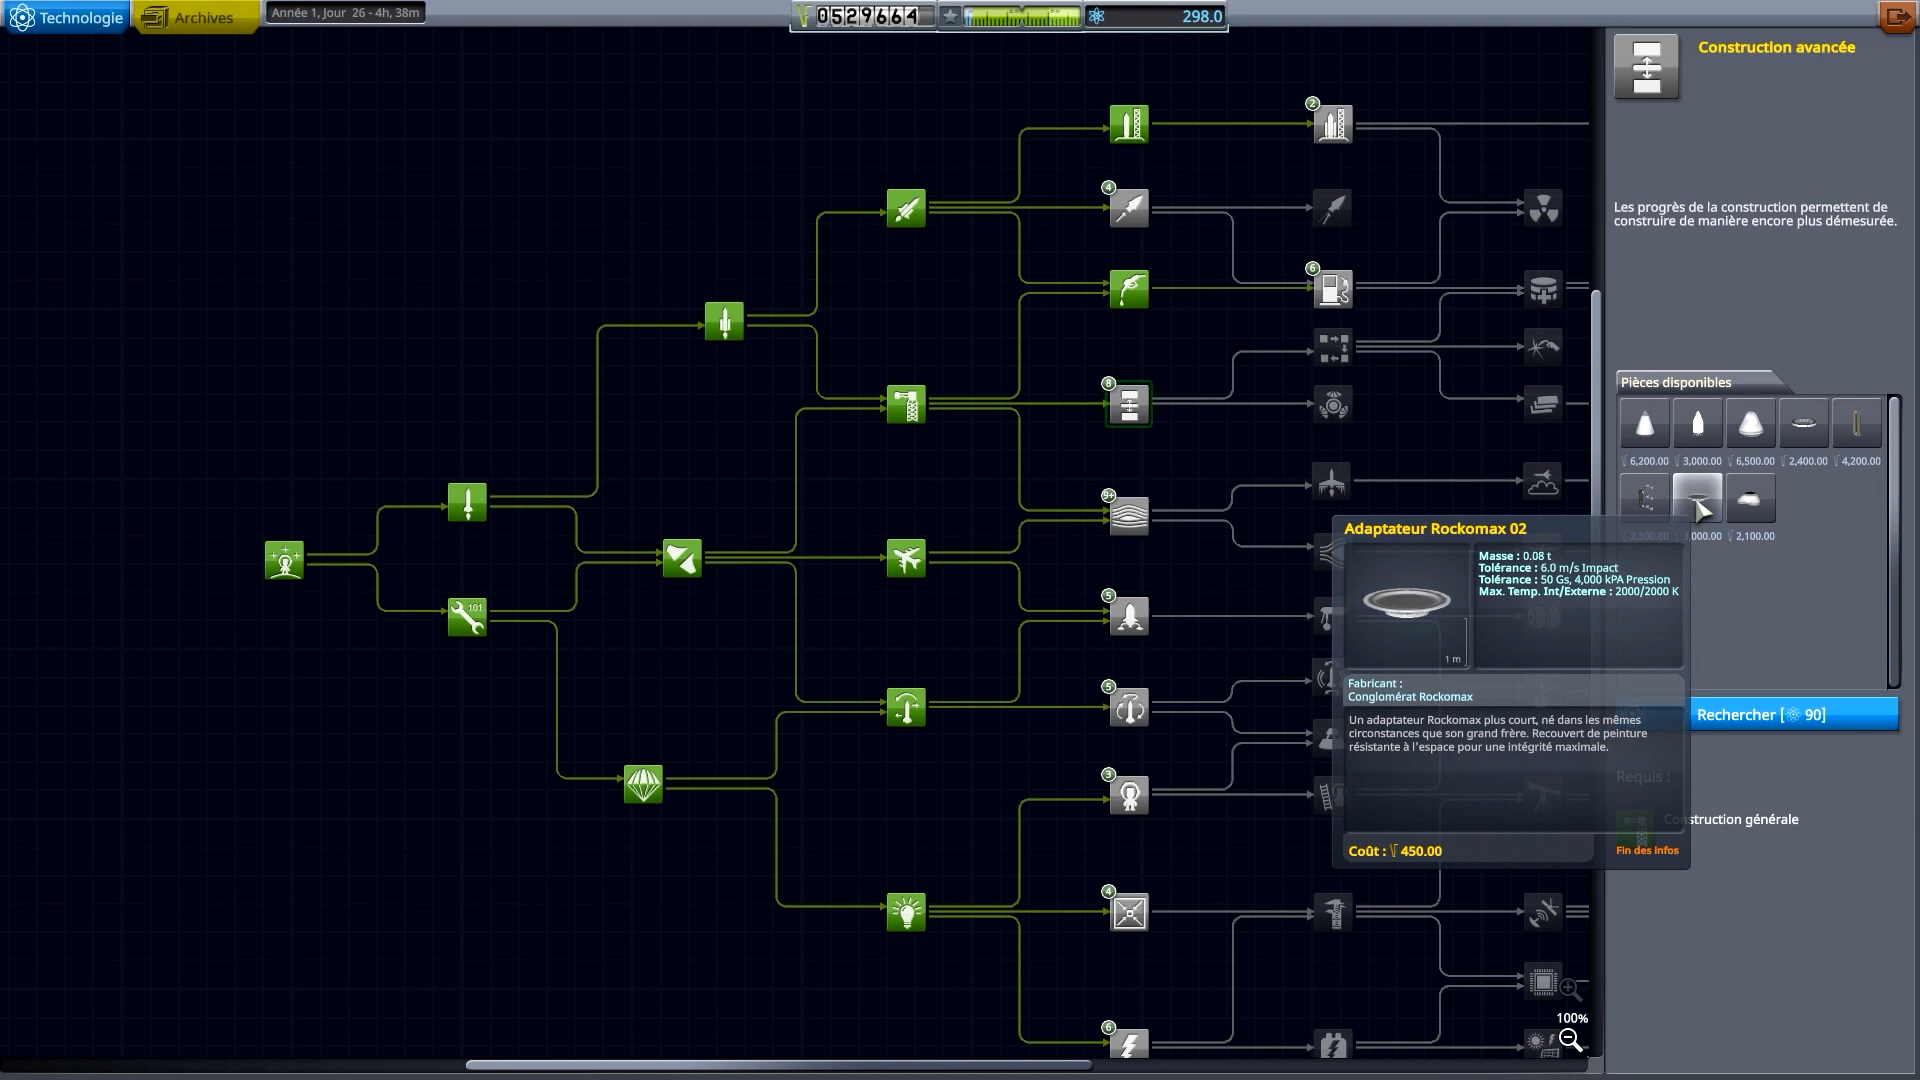 Technologie
Archives
Année 1, Jour 26 - 4h, 38m
0529664
298.0
Construction avancée
Les progrès de la construction permettent de
construire de manière encore plus démesurée.
Pièces disponibles
6,200.00 3,000.00 6,500.00 2,400.00 4,200.00
2,300.00 ,000.00 2,100.00
2
4
6
8
9+
5
5
3
4
6
101
Adaptateur Rockomax 02
Masse : 0.08 t
Tolérance : 6.0 m/s Impact
Tolérance : 50 Gs, 4,000 kPA Pression
Max. Temp. Int/Externe : 2000/2000 K
1 m
Fabricant :
Conglomérat Rockomax
Un adaptateur Rockomax plus court, né dans les mêmes
circonstances que son grand frère. Recouvert de peinture
résistante à l'espace pour une intégrité maximale.
Coût : 450.00
Rechercher [ 90]
Requis :
Construction générale
Fin des infos
100%